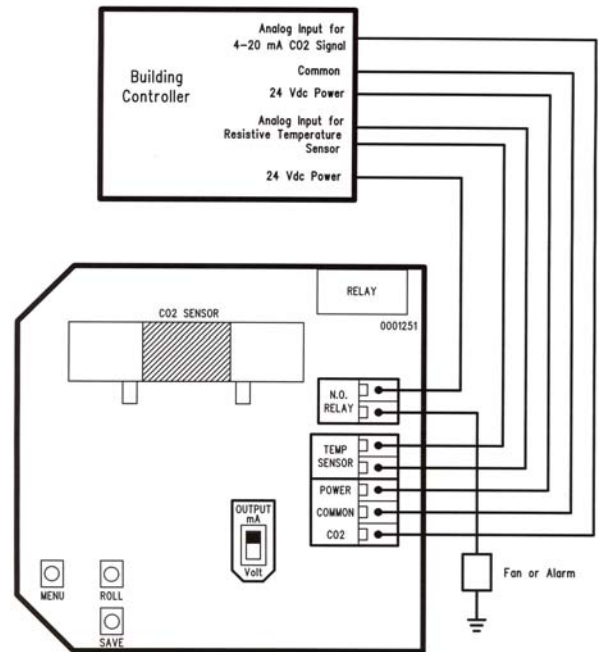 Analog Input for
4-20 mA CO2 Signal
Common
24 Vdc Power
Analog Input for
Resistive Temperature
Sensor
24 Vdc Power
Building
Controller
RELAY
0001251
CO2 SENSOR
N.O.
RELAY
TEMP
SENSOR
POWER
COMMON
CO2
OUTPUT
mA
Volt
MENU
ROLL
SAVE
Fan or Alarm